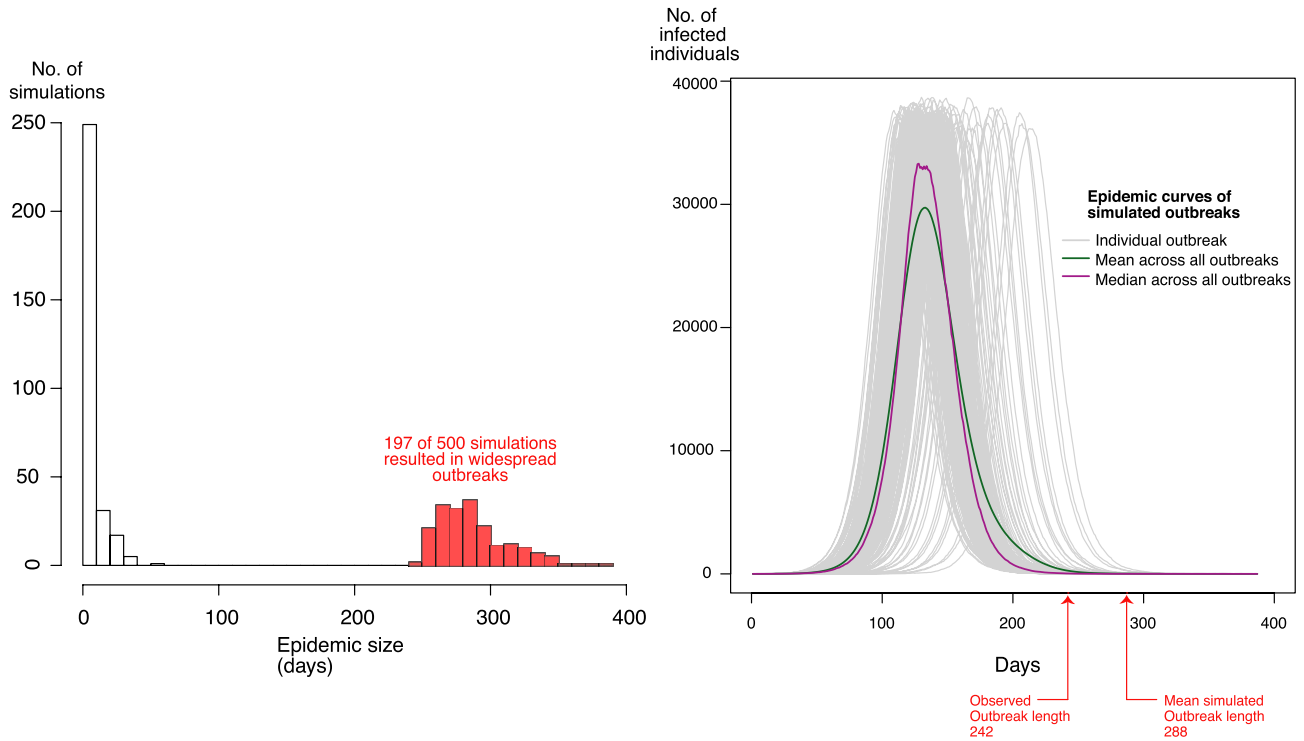 No. of
simulations
250
200
150
100
50
0
197 of 500 simulations
resulted in widespread
outbreaks
0
100
200
300
400
Epidemic size
(days)
No. of
infected
individuals
40000
30000
20000
10000
0
Epidemic curves of
simulated outbreaks
Individual outbreak
Mean across all outbreaks
Median across all outbreaks
0
100
200
300
400
Days
Observed
Outbreak length
242
Mean simulated
Outbreak length
288